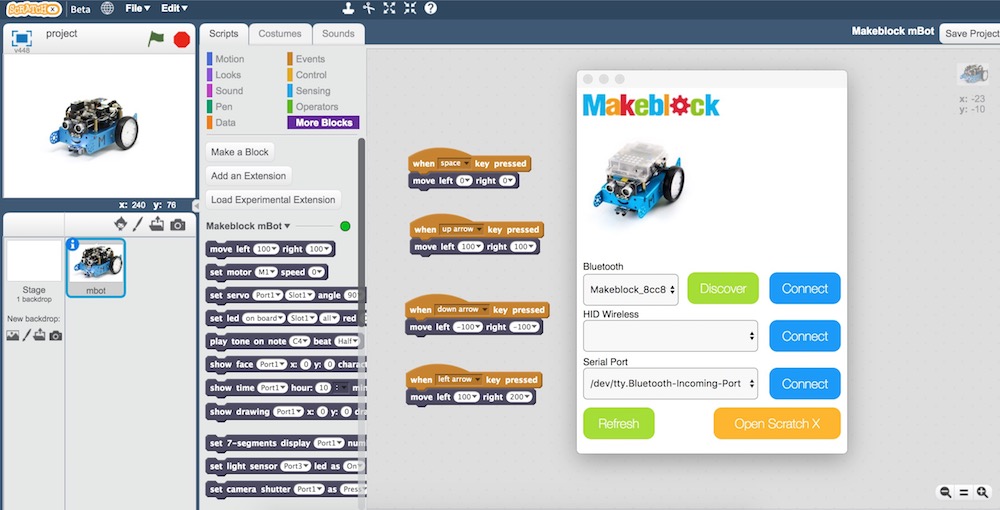 SCRATCHX Beta File▼ Edit▼
Makeblock mBot Save Project
v448 project
x: 240 y: 76
Stage
1 backdrop
New backdrop:
mbot
Scripts Costumes Sounds
Motion Events
Looks Control
Sound Sensing
Pen Operators
Data More Blocks
Make a Block
Add an Extension
Load Experimental Extension
Makeblock mBot▼
move left 100 right 100
set motor M1 speed 0
set servo Port1 Slot1 angle 90
set led on board Slot1 all red
play tone on note C4 beat Half
show face Port1 x: 0 y: 0 charac
show time Port1 hour: 10 : min
show drawing Port1 x: 0 y: 0 dra
set 7-segments display Port1 num
set light sensor Port3 led as On
set camera shutter Port1 as Press
when space key pressed
move left 0 right 0
when up arrow key pressed
move left 100 right 100
when down arrow key pressed
move left -100 right -100
when left arrow key pressed
move left 100 right 200
Makeblock
Bluetooth
Makeblock_8cc8 Discover Connect
HID Wireless
Connect
Serial Port
/dev/tty.Bluetooth-Incoming-Port Connect
Refresh Open Scratch X
x: -23
y: -10